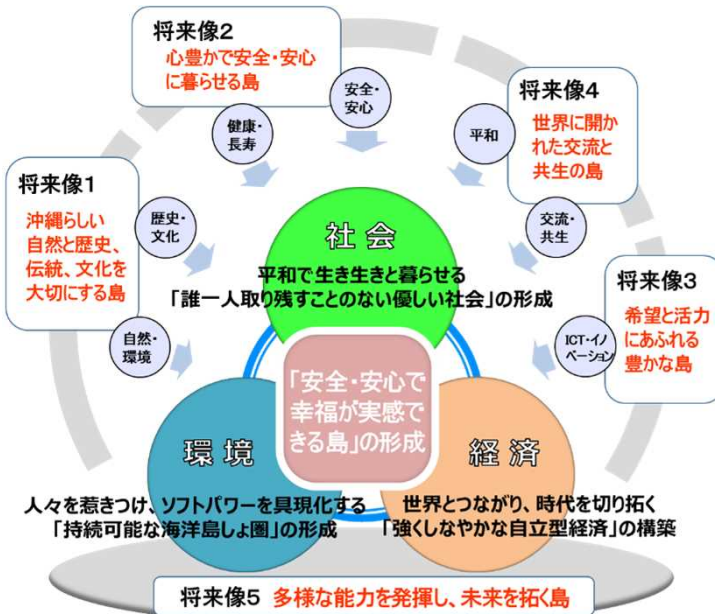 将来像2
心豊かで安全・安心
に暮らせる島
安全・
安心
健康・
長寿
将来像4
世界に開か
れた交流と
共生の島
平和
将来像1
沖縄らしい
自然と歴史、
伝統、文化を
大切にする島
歴史・
文化
交流・
共生
自然・
環境
将来像3
希望と活力
にあふれる
豊かな島
ICT・イノ
ベーション
社会
平和で生き生きと暮らせる
「誰一人取り残すことのない優しい社会」の形成
「安全・安心で
幸福が実感で
きる島」の形成
環境
人々を惹きつけ、ソフトパワーを具現化する
「持続可能な海洋島しょ圏」の形成
経済
世界とつながり、時代を切り拓く
「強くしなやかな自立型経済」の構築
将来像5 多様な能力を発揮し、未来を拓く島